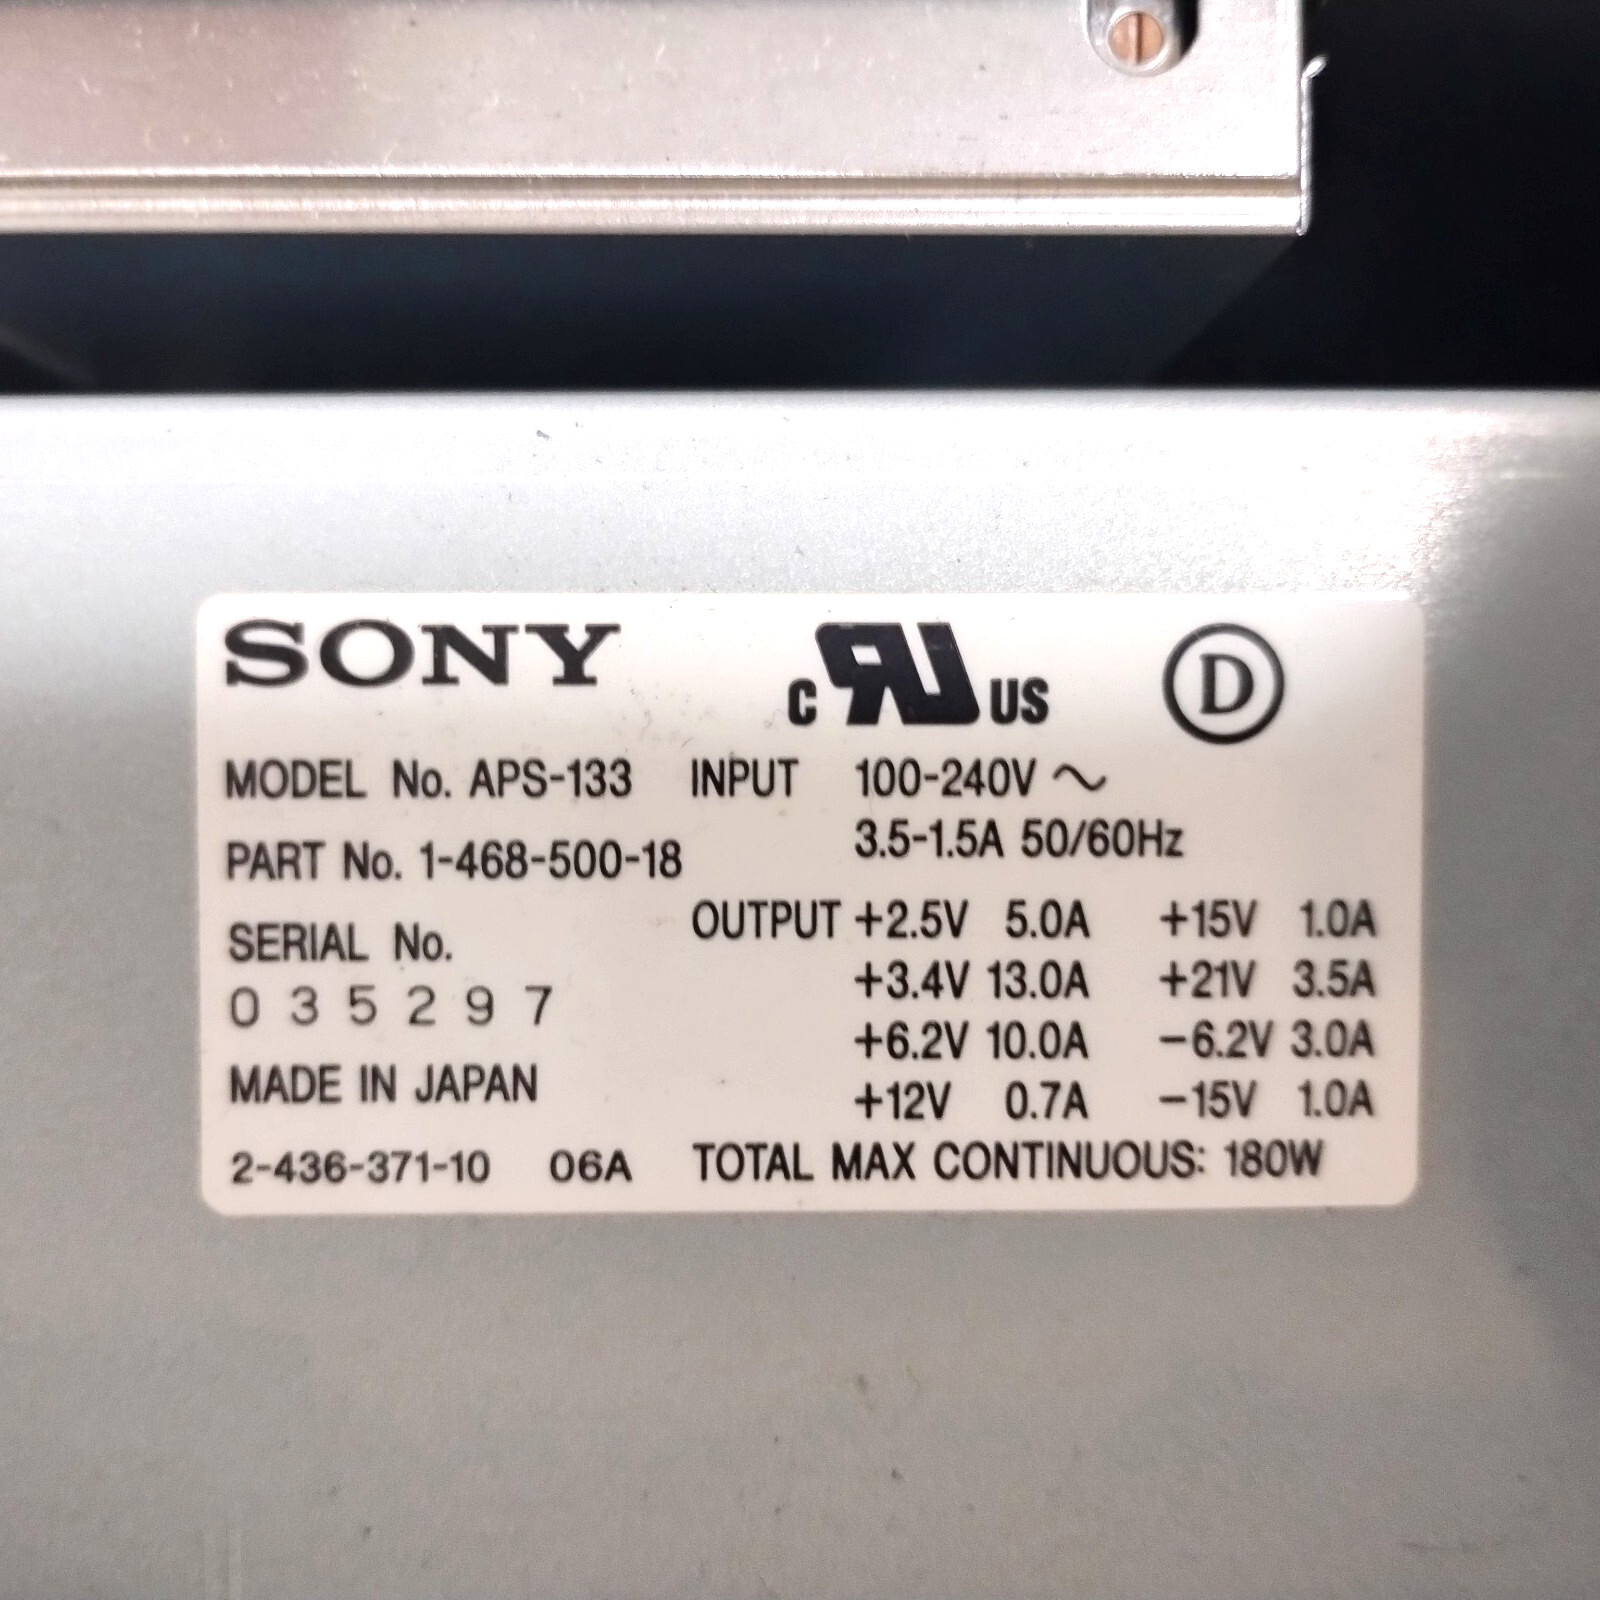 SONY
c RU US
D
MODEL No. APS-133
PART No. 1-468-500-18
SERIAL No.
035297
MADE IN JAPAN
2-436-371-10 06A
INPUT 100-240V ~
3.5-1.5A 50/60Hz
OUTPUT +2.5V 5.0A +15V 1.0A
+3.4V 13.0A +21V 3.5A
+6.2V 10.0A -6.2V 3.0A
+12V 0.7A -15V 1.0A
TOTAL MAX CONTINUOUS: 180W